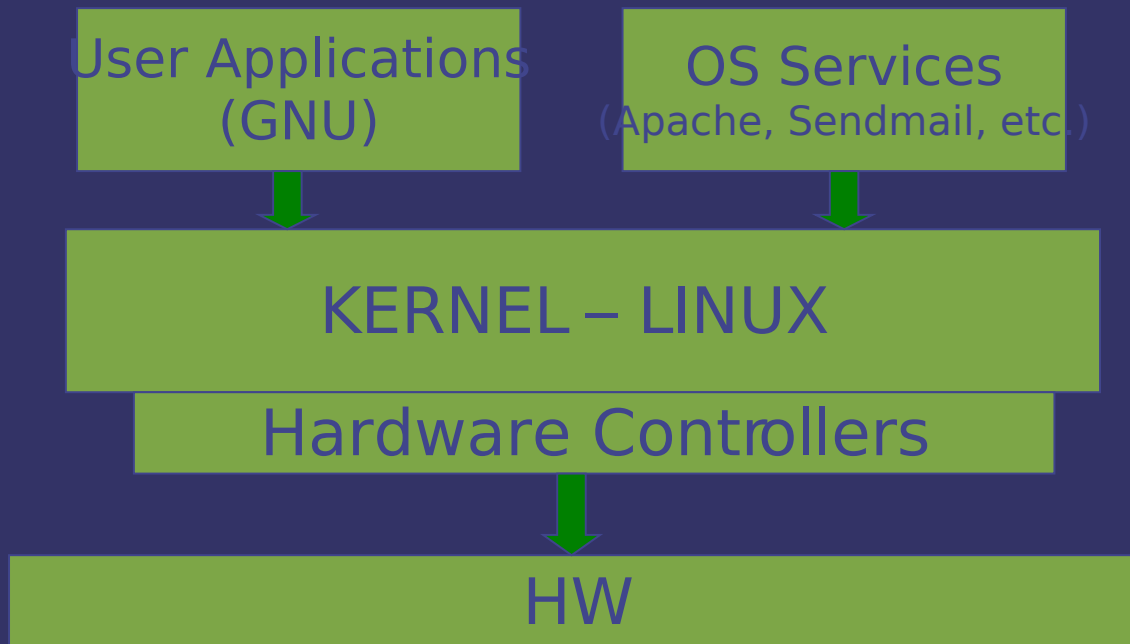 User Applications
(GNU)
OS Services
(Apache, Sendmail, etc.)
KERNEL – LINUX
Hardware Controllers
HW